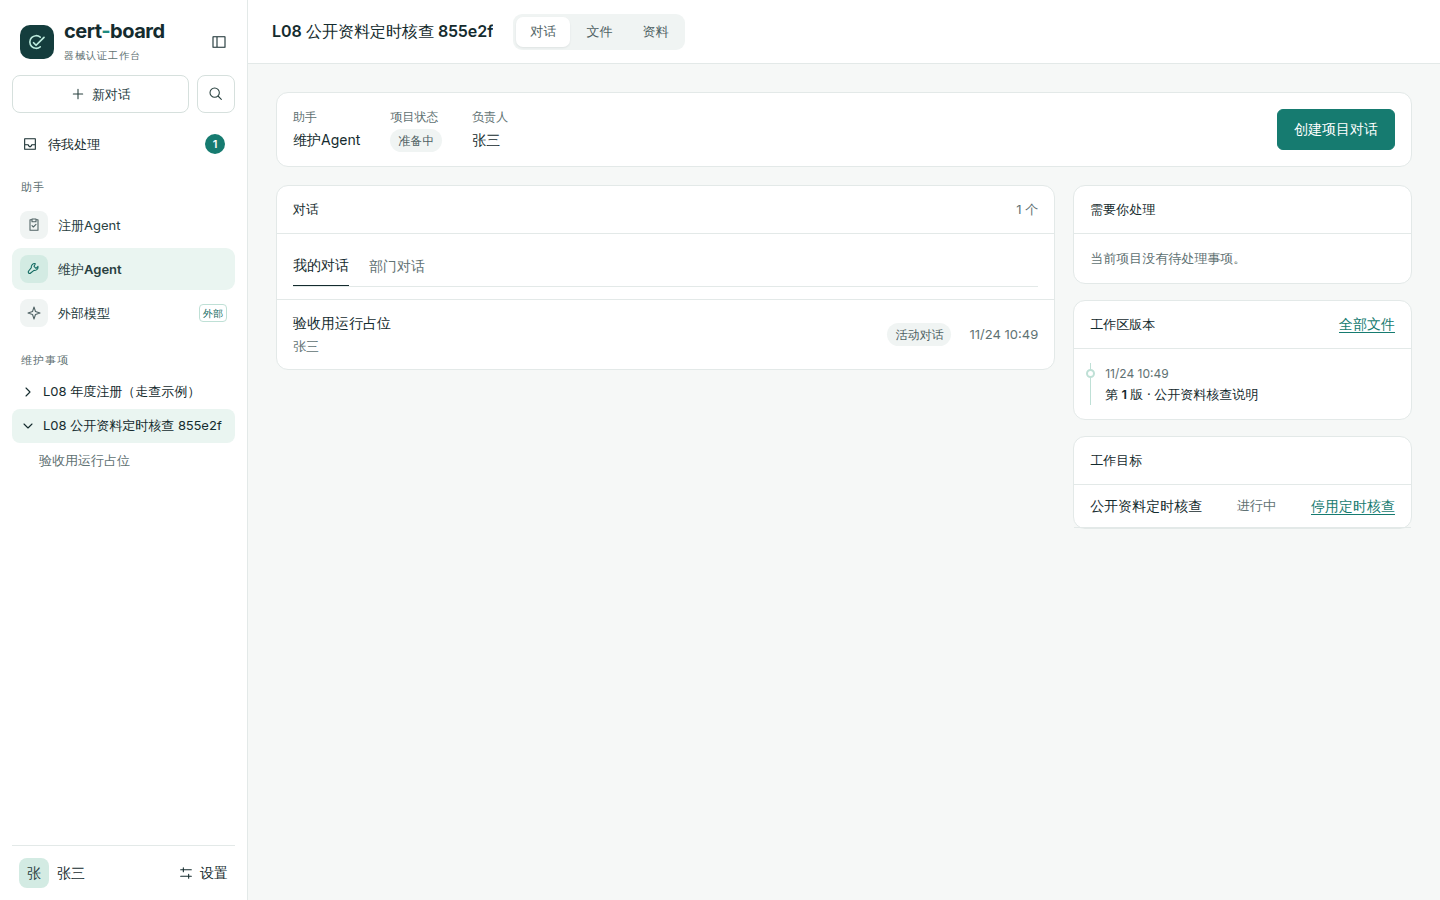 cert-board
器械认证工作台
新对话
待我处理
1
助手
注册Agent
维护Agent
外部模型
外部
维护事项
L08 年度注册（走查示例）
L08 公开资料定时核查 855e2f
验收用运行占位
张
张三
设置
L08 公开资料定时核查 855e2f
对话
文件
资料
助手
项目状态
负责人
维护Agent
准备中
张三
创建项目对话
对话
1 个
我的对话
部门对话
验收用运行占位
张三
活动对话
11/24 10:49
需要你处理
当前项目没有待处理事项。
工作区版本
全部文件
11/24 10:49
第 1 版 · 公开资料核查说明
工作目标
公开资料定时核查
进行中
停用定时核查